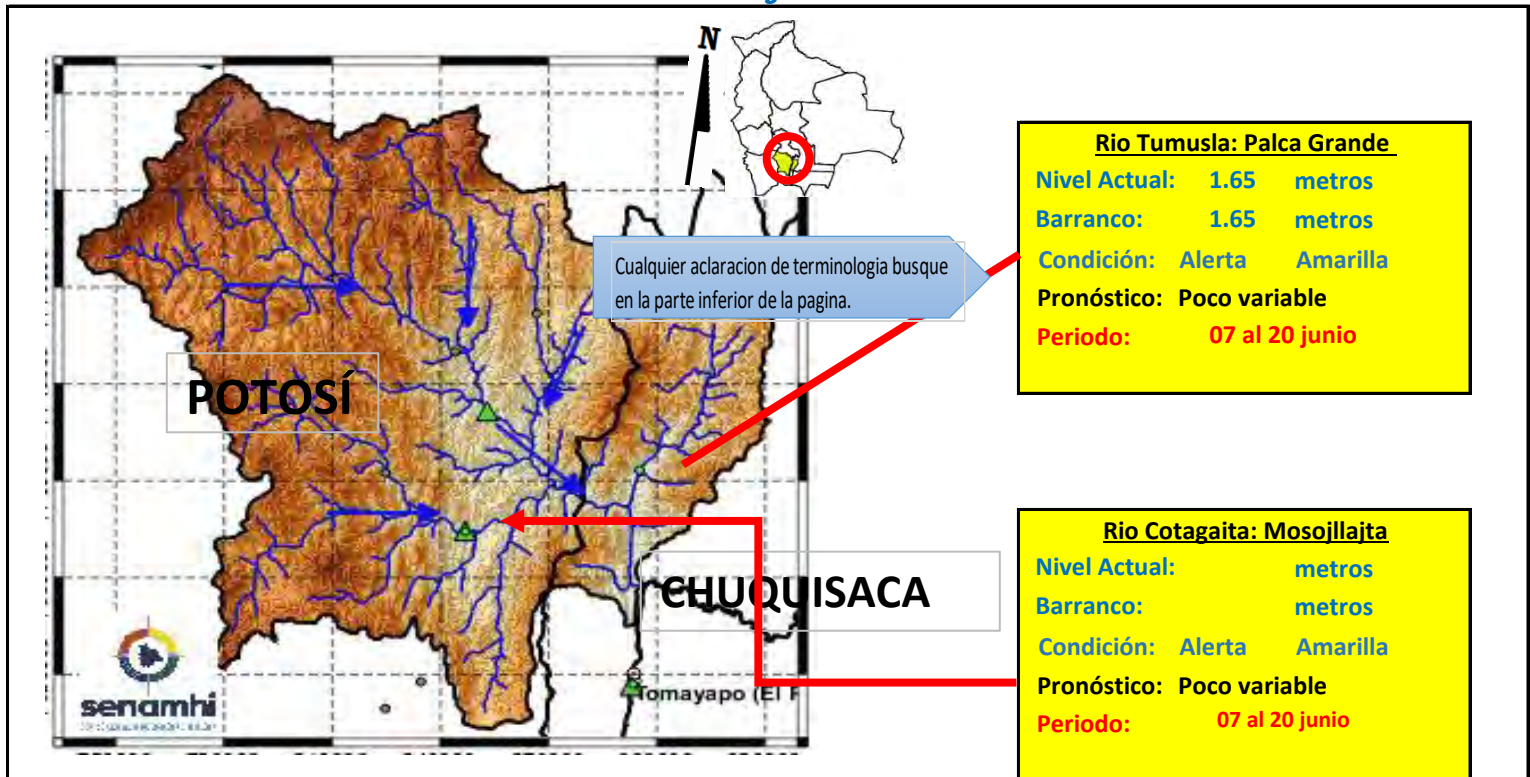 N
Cualquier aclaracion de terminologia busque
en la parte inferior de la pagina.
POTOSÍ
CHUQUISACA
Tomayapo (El
senamhi
Rio Tumusla: Palca Grande
Nivel Actual: 1.65 metros
Barranco: 1.65 metros
Condición: Alerta Amarilla
Pronóstico: Poco variable
Periodo: 07 al 20 junio
Rio Cotagaita: Mosojllajta
Nivel Actual: metros
Barranco: metros
Condición: Alerta Amarilla
Pronóstico: Poco variable
Periodo: 07 al 20 junio